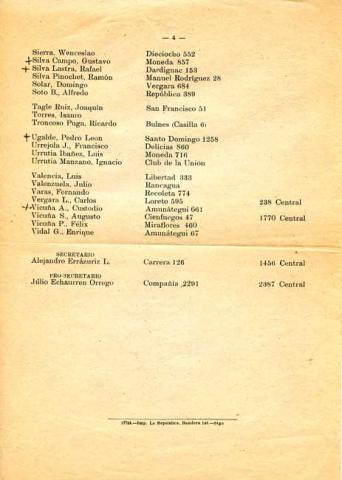 — 4 —
Sierra, Wenceslao Dieciocho 552
Silva Campo, Gustavo Moneda 857
Silva Lastra, Rafael Dardignac 153
Silva Pinochet, Ramón Manuel Rodríguez 28
Solar, Domingo Vergara 684
Soto B., Alfredo República 389
Tagle Ruiz, Joaquín San Francisco 51
Torres, Isauro
Troncoso Puga, Ricardo Bulnes (Casilla 6)
Ugalde, Pedro Leon Santo Domingo 1258
Urrejola J., Francisco Delicias 860
Urrutia Ibañez, Luis Moneda 716
Urrutia Manzano, Ignacio Club de la Unión
Valencia, Luis Libertad 333
Valenzuela, Julio Rancagua
Varas, Fernando Recoleta 774
Vergara L., Carlos Loreto 595 238 Central
Vicuña A., Custodio Amunátegui 661
Vicuña S., Augusto Cienfuegos 47 1770 Central
Vicuña P., Félix Miraflores 460
Vidal G., Enrique Amunátegui 67
SECRETARIO
Alejandro Errázuriz L. Carrera 126 1456 Central
PRO-SECRETARIO
Julio Echaurren Orrego Compañía 2291 2387 Central
Imp. La República, Bandera